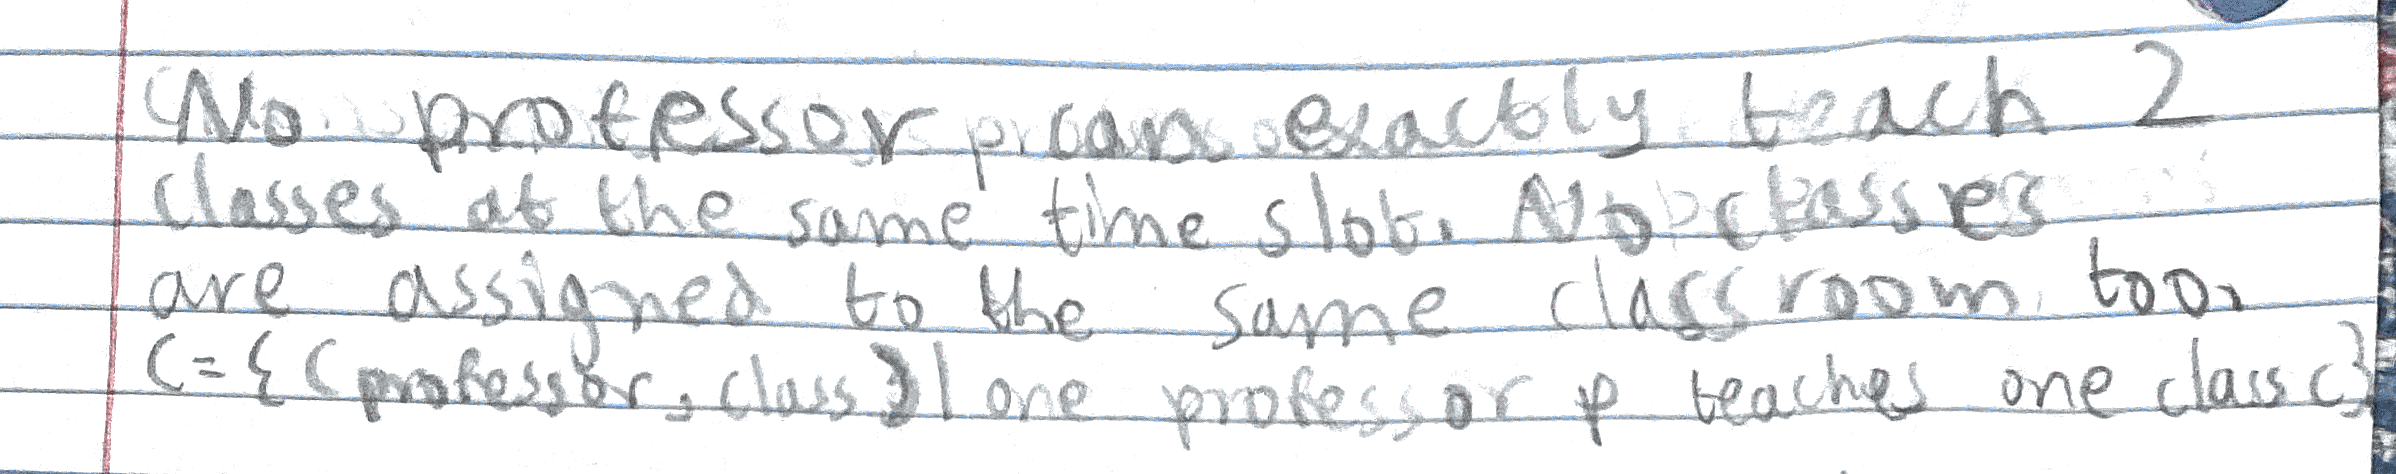 No professor can exactly teach 2
classes at the same time slot. No classes
are assigned to the same classroom too.
C={(professor, class)| one professor p teaches one class c}